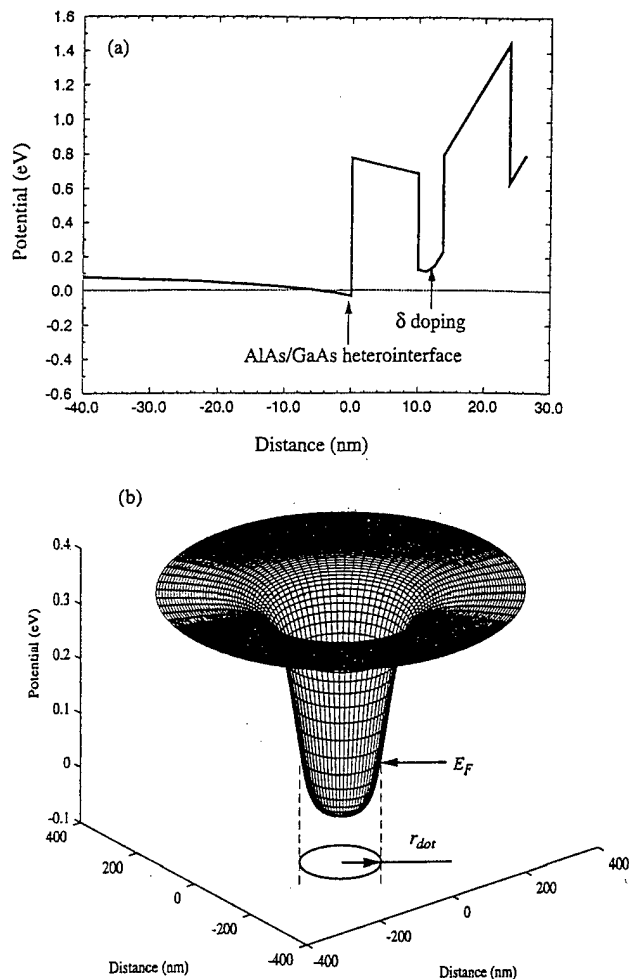 (a)
1.6
1.4
1.2
1.0
0.8
0.6
0.4
0.2
0.0
-0.2
-0.4
-0.6
Potential (eV)
δ doping
AlAs/GaAs heterointerface
-40.0 -30.0 -20.0 -10.0 0.0 10.0 20.0 30.0
Distance (nm)
(b)
0.4
0.3
0.2
0.1
0
-0.1
Potential (eV)
E_F
r_dot
400 200 0 -200 -400
-400 -200 0 200 400
Distance (nm)
Distance (nm)